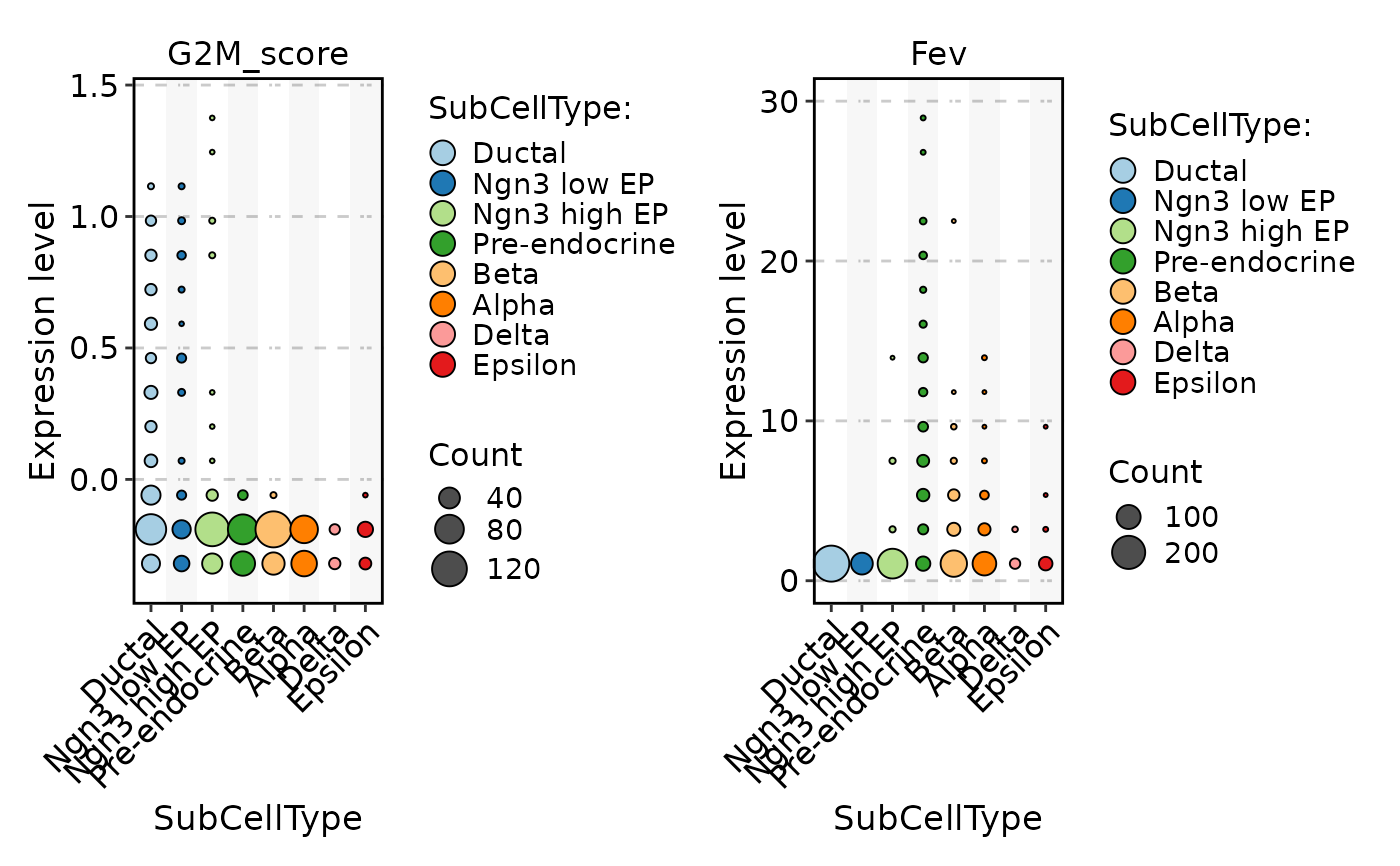 G2M_score
1.5
1.0
0.5
0.0
Expression level
Ductal
Ngn3 low EP
Ngn3 high EP
Pre-endocrine
Beta
Alpha
Delta
Epsilon
SubCellType
SubCellType:
Ductal
Ngn3 low EP
Ngn3 high EP
Pre-endocrine
Beta
Alpha
Delta
Epsilon
Count
40
80
120
Fev
30
20
10
0
Expression level
Ductal
Ngn3 low EP
Ngn3 high EP
Pre-endocrine
Beta
Alpha
Delta
Epsilon
SubCellType
SubCellType:
Ductal
Ngn3 low EP
Ngn3 high EP
Pre-endocrine
Beta
Alpha
Delta
Epsilon
Count
100
200